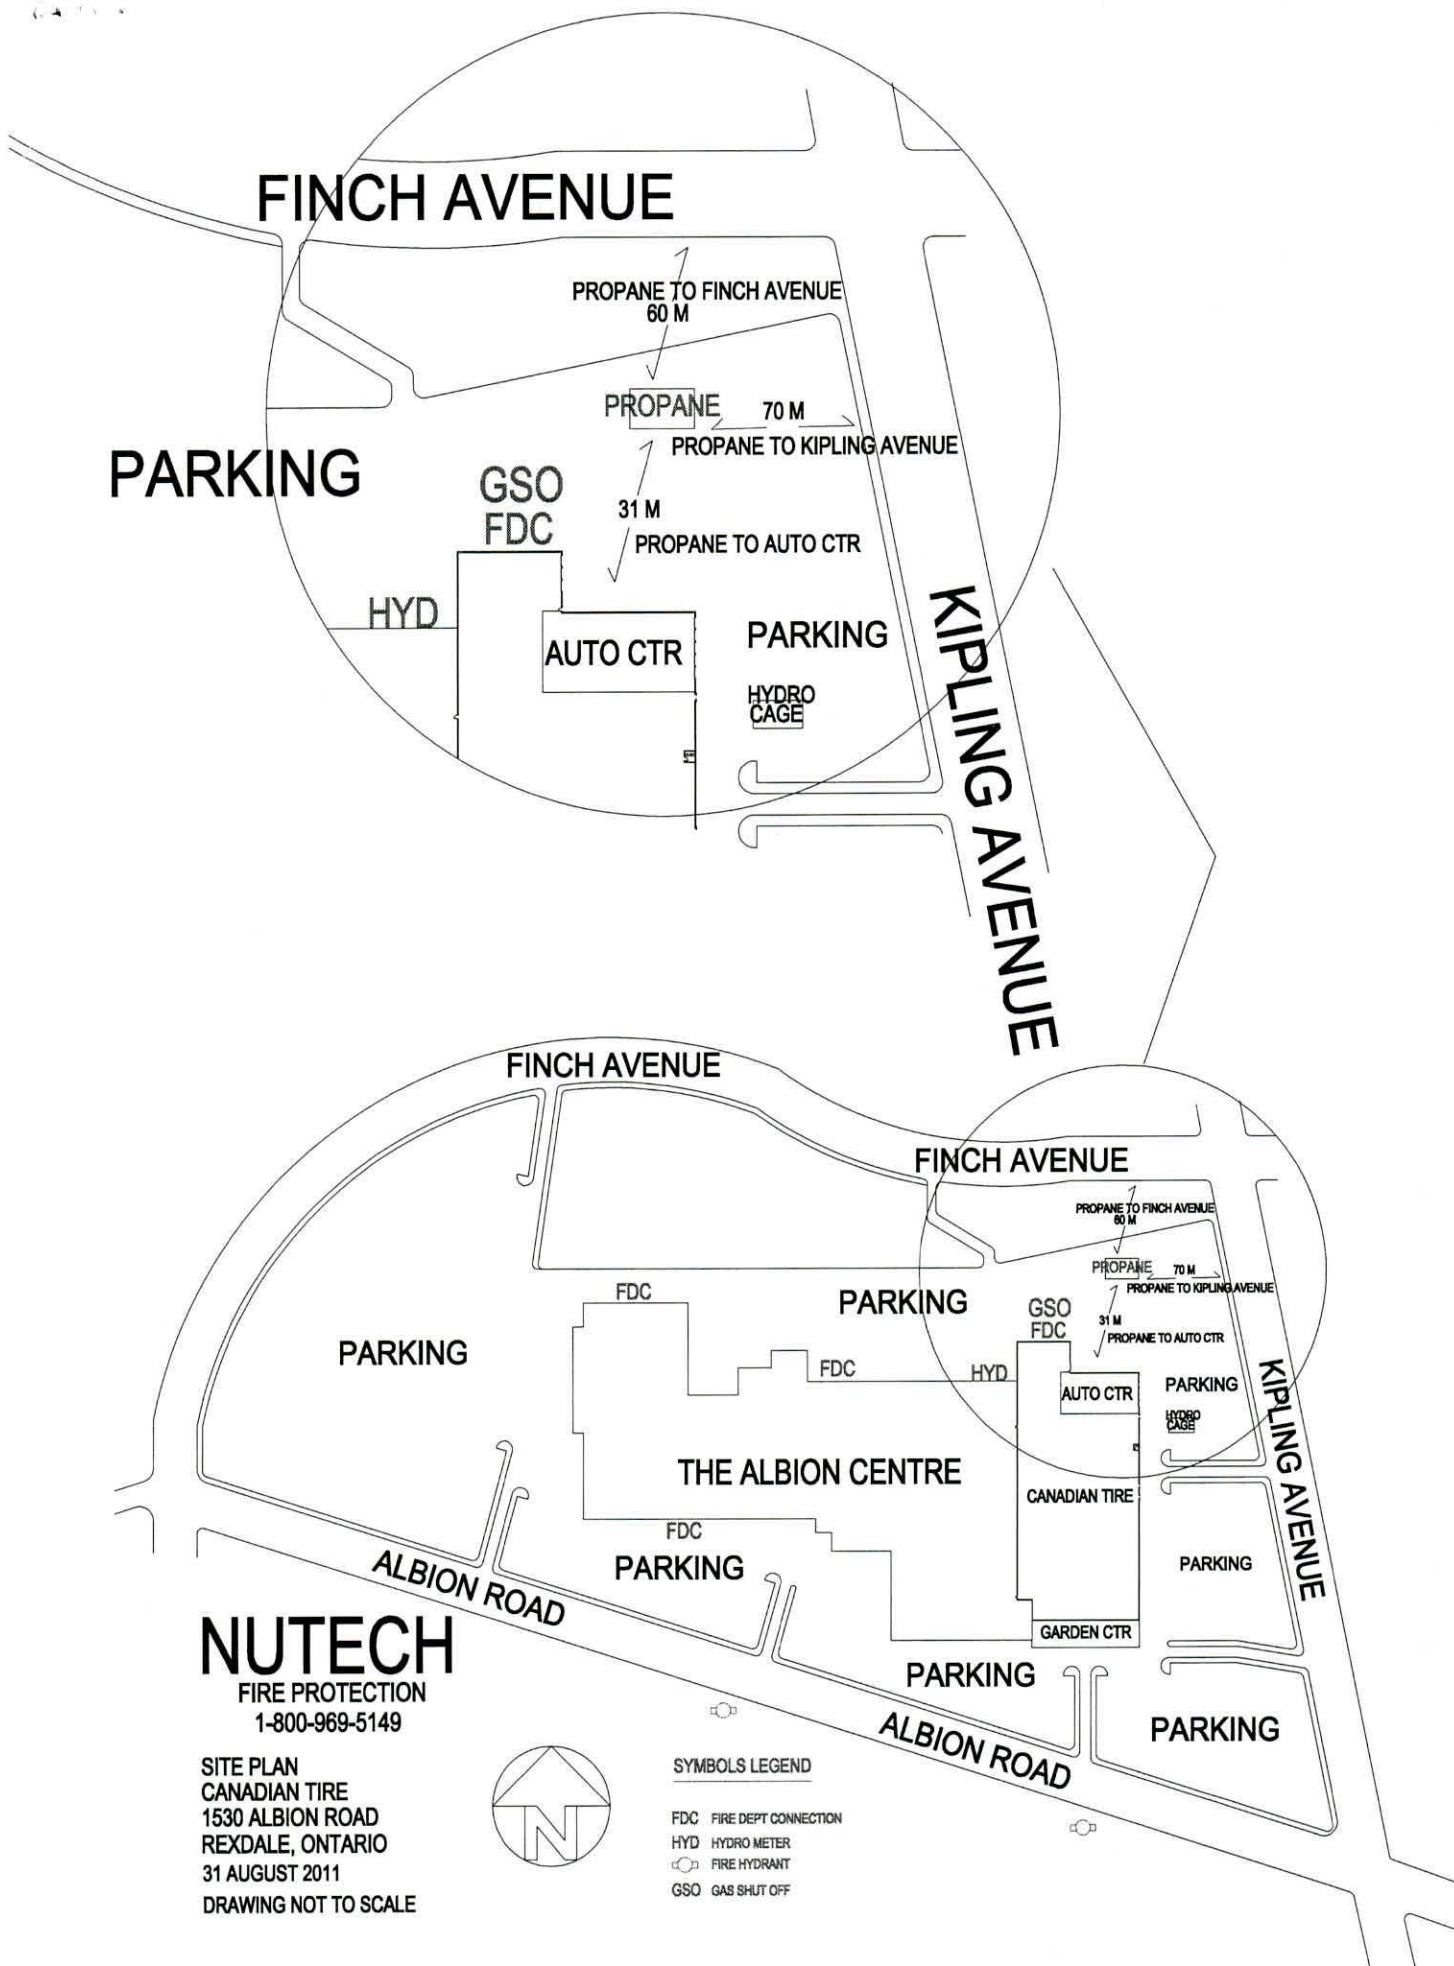 FINCH AVENUE
PROPANE TO FINCH AVENUE
60 M
PROPANE
70 M
PROPANE TO KIPLING AVENUE
PARKING
GSO
FDC
31 M
PROPANE TO AUTO CTR
HYD
AUTO CTR
PARKING
HYDRO
CAGE
KIPLING AVENUE
FINCH AVENUE
FINCH AVENUE
PROPANE TO FINCH AVENUE
60 M
PROPANE
70 M
PROPANE TO KIPLING AVENUE
FDC
PARKING
GSO
FDC
31 M
PROPANE TO AUTO CTR
PARKING
FDC
HYD
AUTO CTR
PARKING
HYDRO
CAGE
KIPLING AVENUE
THE ALBION CENTRE
CANADIAN TIRE
FDC
PARKING
PARKING
ALBION ROAD
GARDEN CTR
PARKING
PARKING
ALBION ROAD
NUTECH
FIRE PROTECTION
1-800-969-5149
SITE PLAN
CANADIAN TIRE
1530 ALBION ROAD
REXDALE, ONTARIO
31 AUGUST 2011
DRAWING NOT TO SCALE
N
SYMBOLS LEGEND
FDC FIRE DEPT CONNECTION
HYD HYDRO METER
FIRE HYDRANT
GSO GAS SHUT OFF